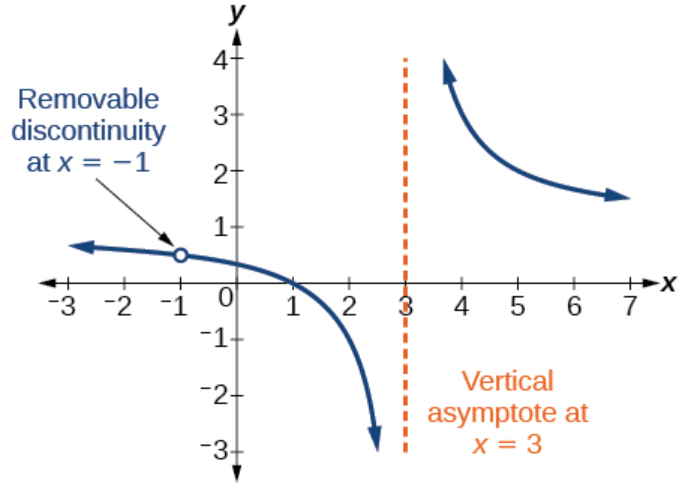 y
4
3
2
1
0
−1
−2
−3
−3 −2 −1 1 2 3 4 5 6 7 x
Removable
discontinuity
at x = −1
Vertical
asymptote at
x = 3